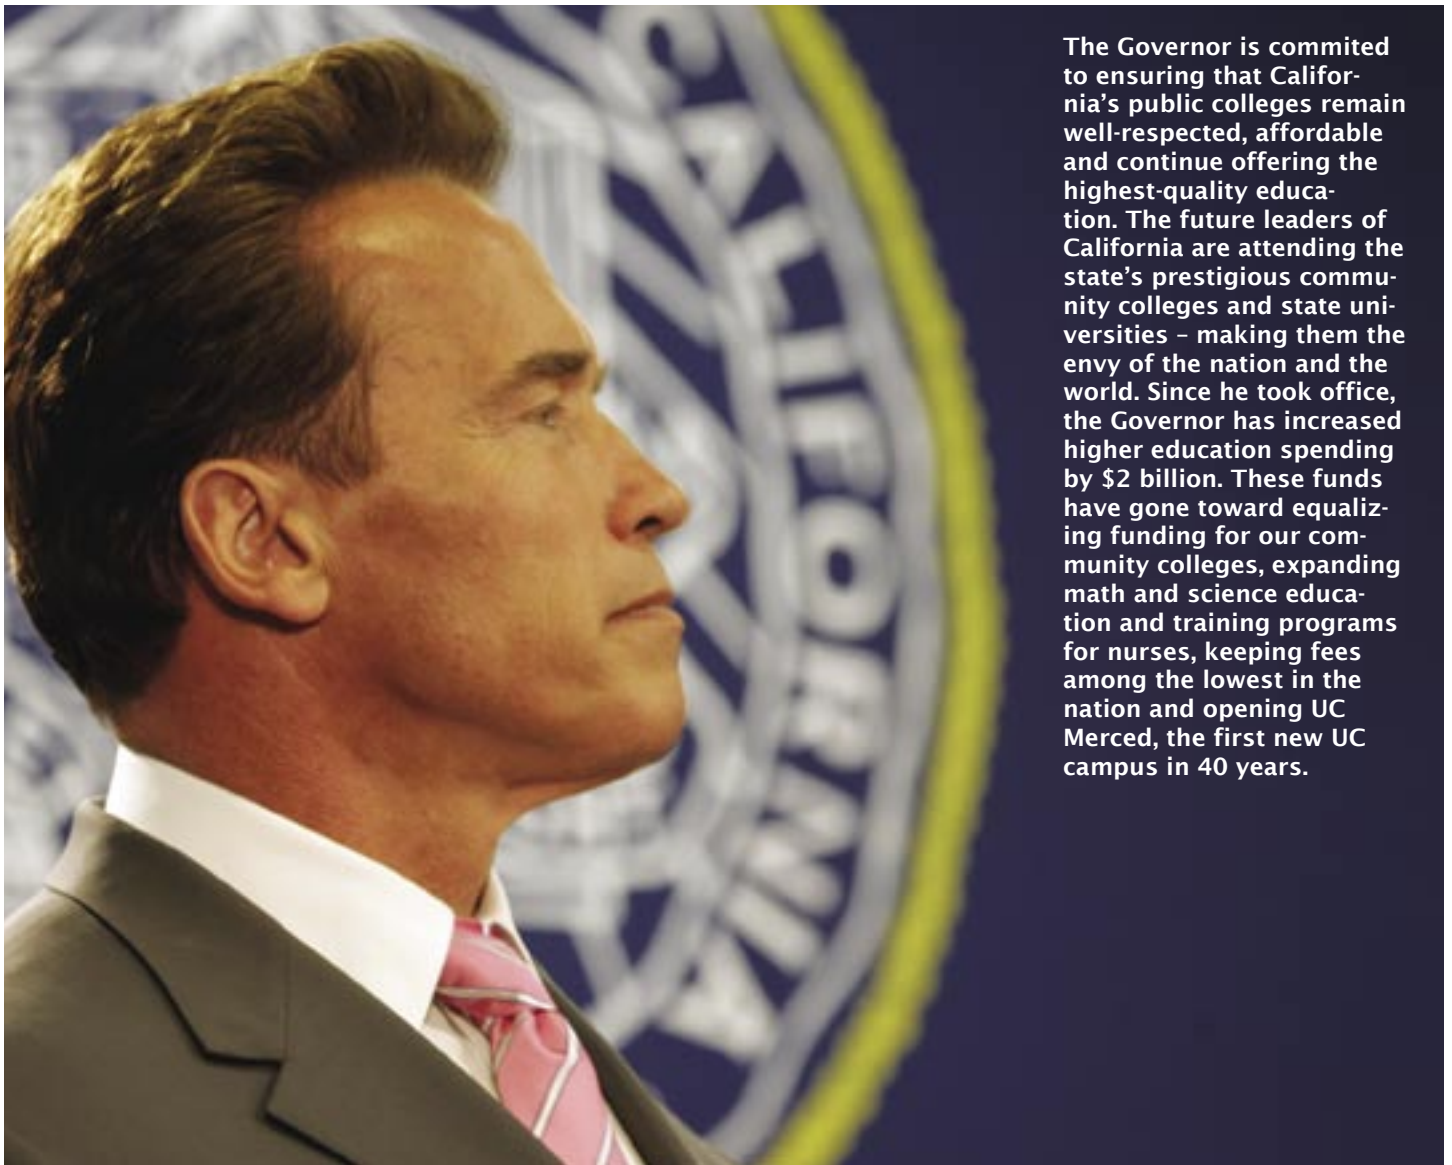 The Governor is commited
to ensuring that Califor-
nia’s public colleges remain
well-respected, affordable
and continue offering the
highest-quality educa-
tion. The future leaders of
California are attending the
state’s prestigious commu-
nity colleges and state uni-
versities – making them the
envy of the nation and the
world. Since he took office,
the Governor has increased
higher education spending
by $2 billion. These funds
have gone toward equaliz-
ing funding for our com-
munity colleges, expanding
math and science educa-
tion and training programs
for nurses, keeping fees
among the lowest in the
nation and opening UC
Merced, the first new UC
campus in 40 years.
CALIFORNIA